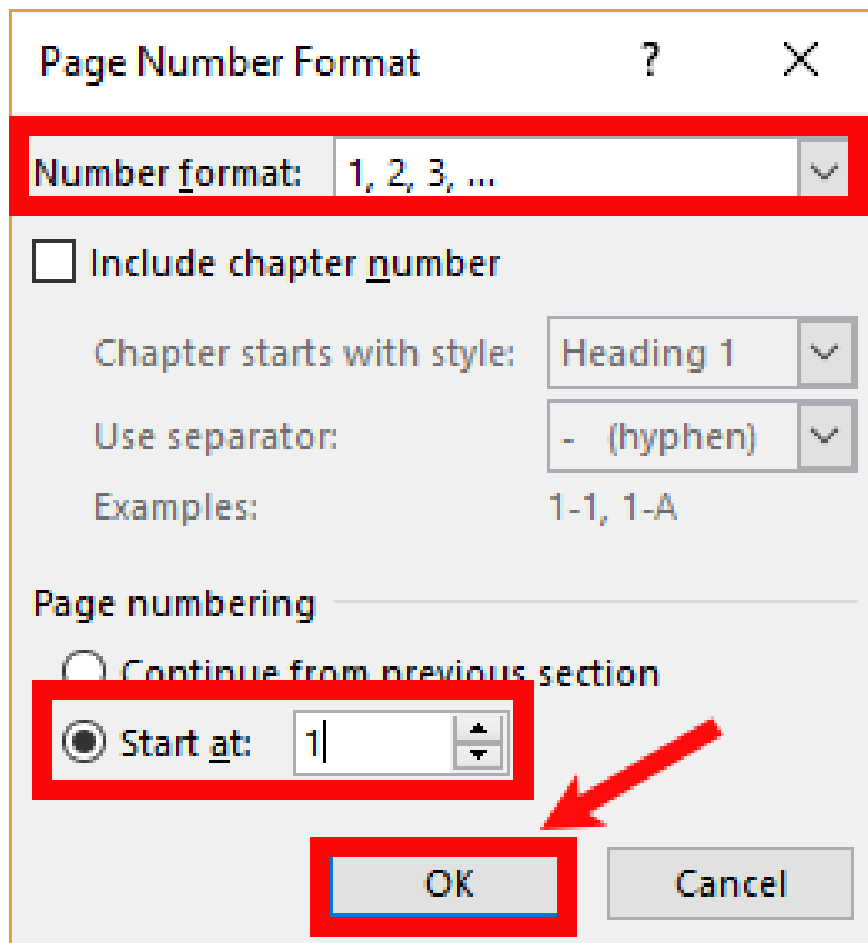 Page Number Format ?
Number format: 1, 2, 3, ...
Include chapter number
Chapter starts with style: Heading 1
Use separator: - (hyphen)
Examples: 1-1, 1-A
Page numbering
Continue from previous section
Start at: 1
OK Cancel